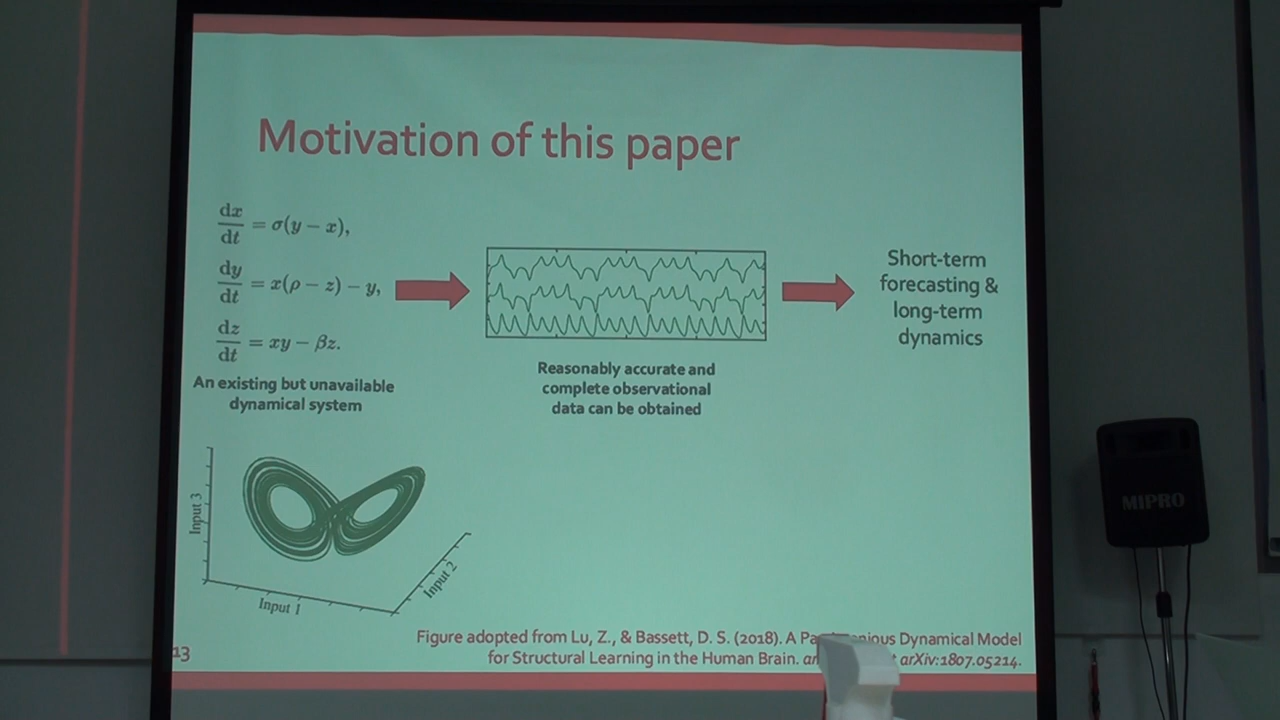 Motivation of this paper
dx/dt = σ(y − x),
dy/dt = x(ρ − z) − y,
dz/dt = xy − βz.
An existing but unavailable
dynamical system
Reasonably accurate and
complete observational
data can be obtained
Short-term
forecasting &
long-term
dynamics
Input 3
Input 1
Input 2
Figure adopted from Lu, Z., & Bassett, D. S. (2018). A Dynamical Model
for Structural Learning in the Human Brain. arXiv:1807.05214.
13
MIPRO